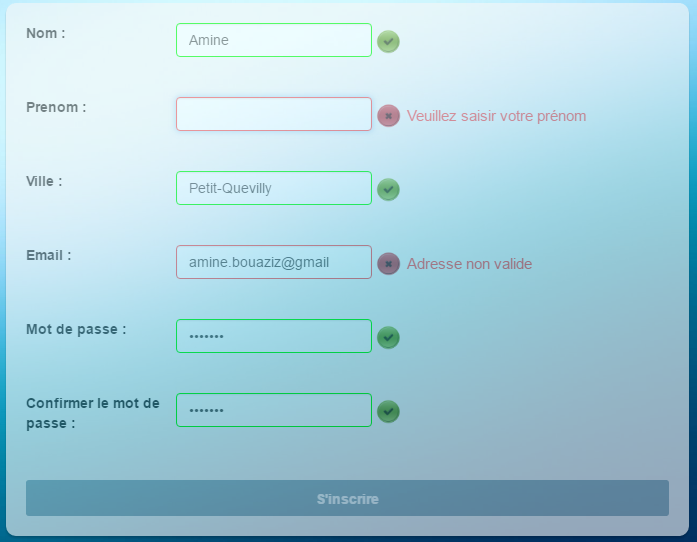 Nom :
Amine
Prenom :
Veuillez saisir votre prénom
Ville :
Petit-Quevilly
Email :
amine.bouaziz@gmail
Adresse non valide
Mot de passe :
•••••••
Confirmer le mot de
passe :
•••••••
S'inscrire